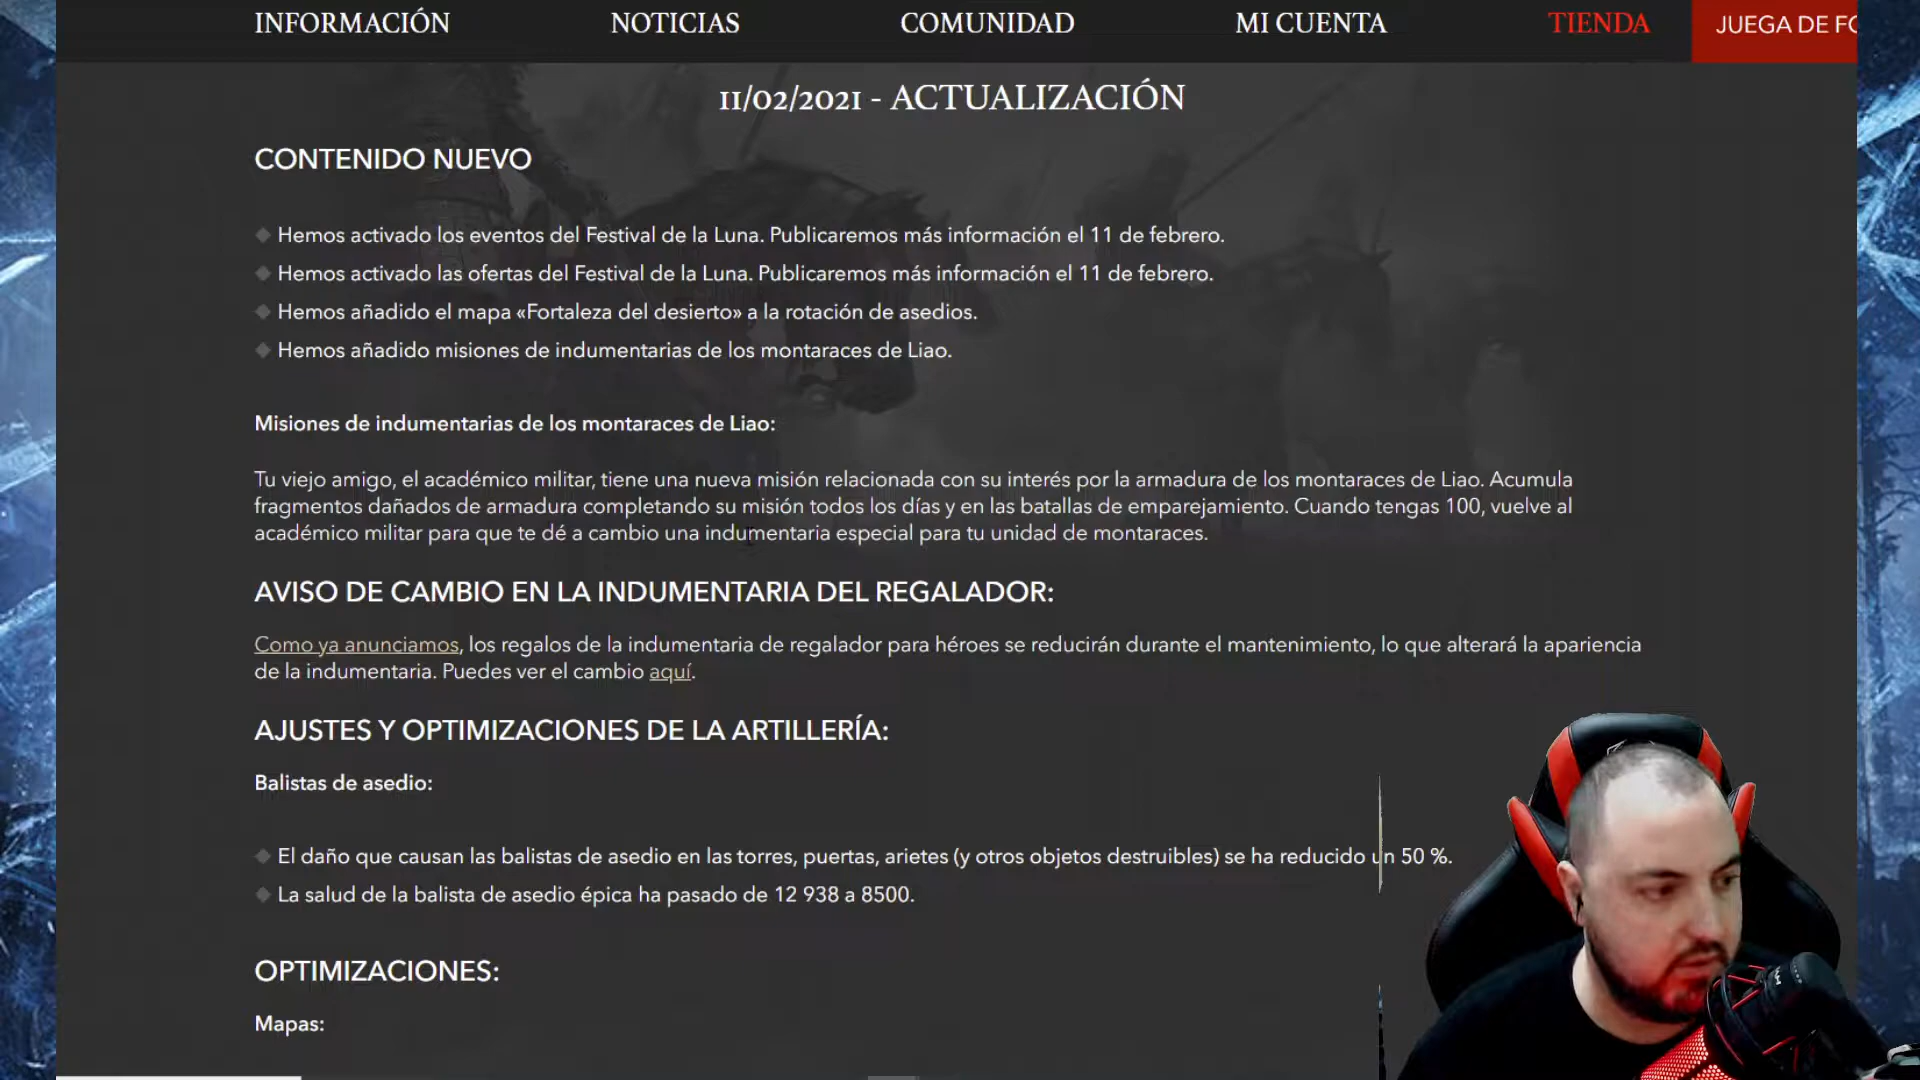 INFORMACIÓN NOTICIAS COMUNIDAD MI CUENTA TIENDA JUEGA DE
11/02/2021 - ACTUALIZACIÓN
CONTENIDO NUEVO
Hemos activado los eventos del Festival de la Luna. Publicaremos más información el 11 de febrero.
Hemos activado las ofertas del Festival de la Luna. Publicaremos más información el 11 de febrero.
Hemos añadido el mapa «Fortaleza del desierto» a la rotación de asedios.
Hemos añadido misiones de indumentarias de los montaraces de Liao.
Misiones de indumentarias de los montaraces de Liao:
Tu viejo amigo, el académico militar, tiene una nueva misión relacionada con su interés por la armadura de los montaraces de Liao. Acumula
fragmentos dañados de armadura completando su misión todos los días y en las batallas de emparejamiento. Cuando tengas 100, vuelve al
académico militar para que te dé a cambio una indumentaria especial para tu unidad de montaraces.
AVISO DE CAMBIO EN LA INDUMENTARIA DEL REGALADOR:
Como ya anunciamos, los regalos de la indumentaria de regalador para héroes se reducirán durante el mantenimiento, lo que alterará la apariencia
de la indumentaria. Puedes ver el cambio aquí.
AJUSTES Y OPTIMIZACIONES DE LA ARTILLERÍA:
Balistas de asedio:
El daño que causan las balistas de asedio en las torres, puertas, arietes (y otros objetos destruibles) se ha reducido un 50 %.
La salud de la balista de asedio épica ha pasado de 12 938 a 8500.
OPTIMIZACIONES:
Mapas: